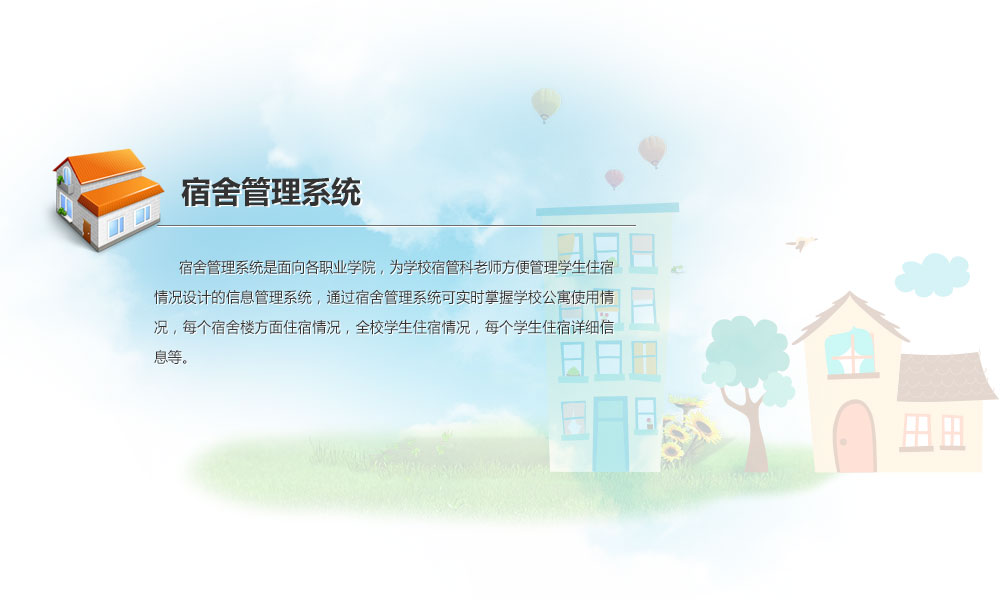 宿舍管理系统
宿舍管理系统是面向各职业学院，为学校宿管科老师方便管理学生住宿
情况设计的信息管理系统，通过宿舍管理系统可实时掌握学校公寓使用情
况，每个宿舍楼方面住宿情况，全校学生住宿情况，每个学生住宿详细信
息等。